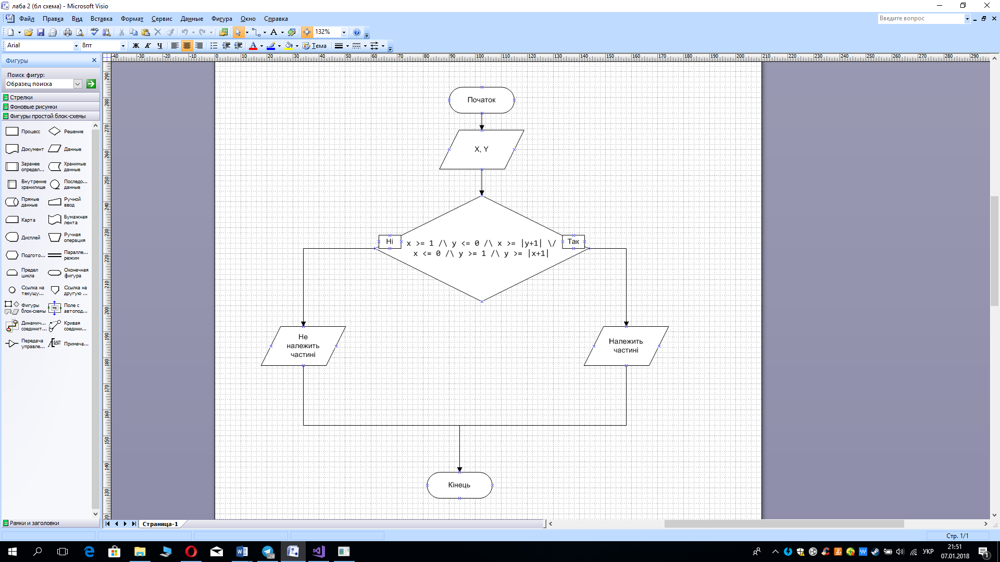 лаба 2 (бл схема) - Microsoft Visio
Файл Правка Вид Вставка Формат Сервис Данные Фигура Окно Справка
Введите вопрос
132%
Arial 8пт Ж К Ч Тема
Фигуры
Поиск фигур:
Образец поиска
Стрелки
Фоновые рисунки
Фигуры простой блок-схемы
Процесс Решение
Документ Данные
Заранее определ... Хранимые данные
Внутренне хранилище Последо... данные
Прямые данные Ручной ввод
Карта Бумажная лента
Дисплей Ручная операция
Подгото... Паралле... режим
Предел цикла Оконечная фигура
Ссылка на текущу... Ссылка на другую ...
Фигуры блок-схемы Поле с автопод...
Динамич... соединит... Кривая соедини...
Передача управле... Примеча...
Рамки и заголовки
-40 -30 -20 -10 0 10 20 30 40 50 60 70 80 90 100 110 120 130 140 150 160 170 180 190 200 210 220 230 240 250 260 270 280 290
290 280 270 260 250 240 230 220 210 200 190 180 170 160 150 140 130 120
Початок
X, Y
Ні
x >= 1 /\ y <= 0 /\ x >= |y+1| \/
x <= 0 /\ y >= 1 /\ y >= |x+1|
Так
Не
належить
частині
Належить
частині
Кінець
Страница-1
Стр. 1/1
28
УКР
21:51
07.01.2018
1